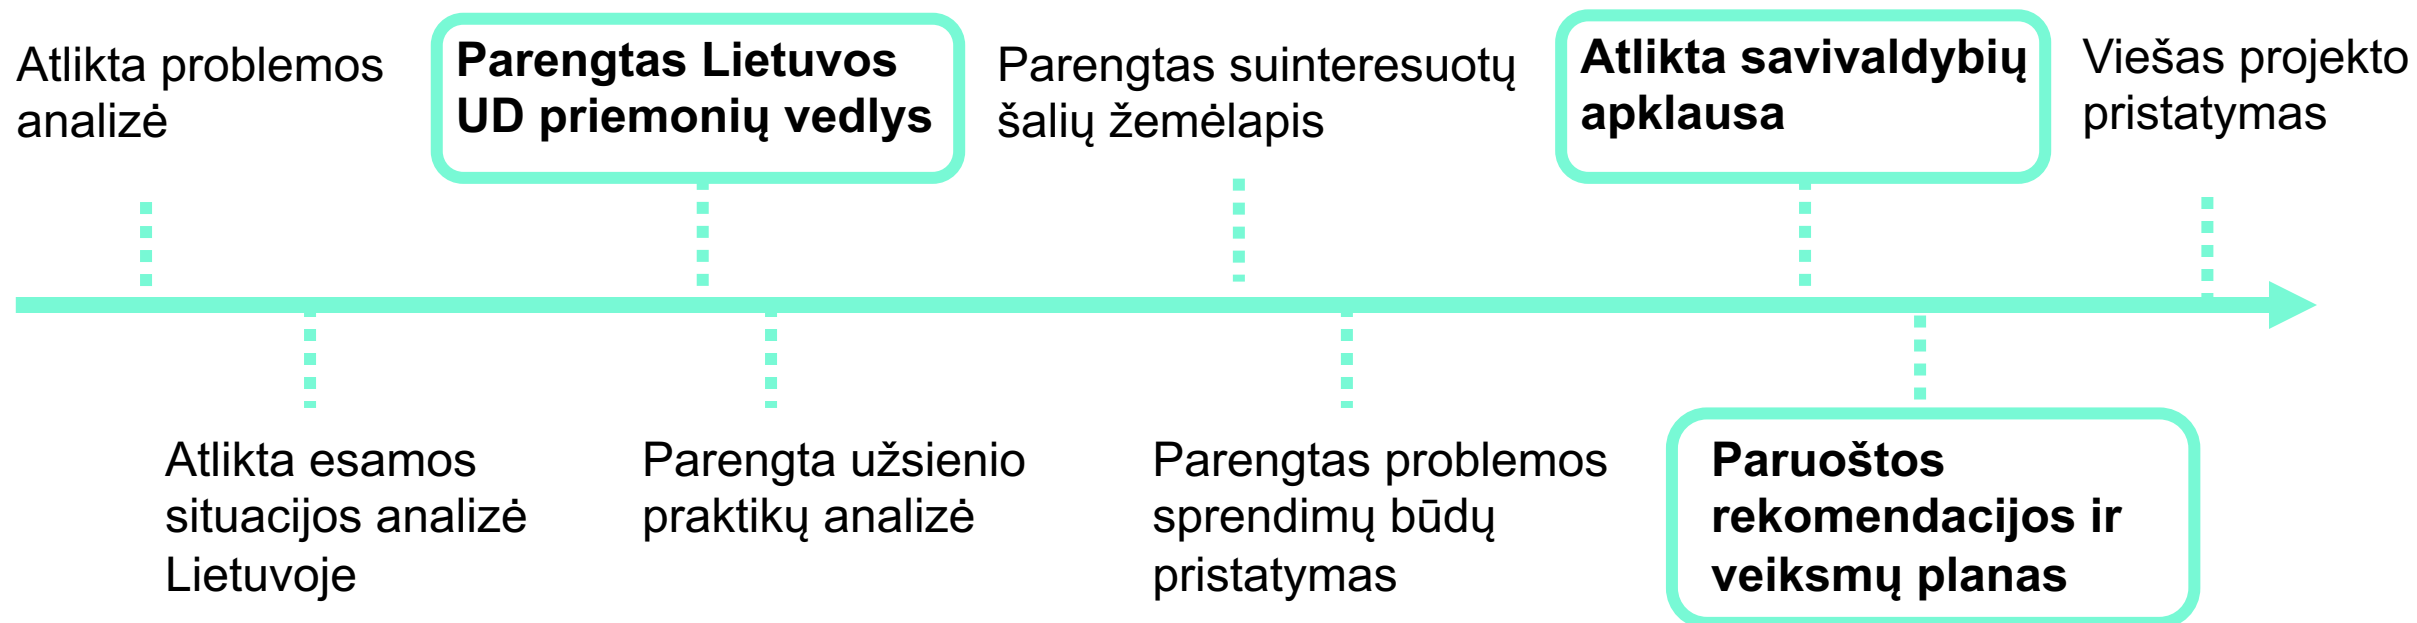 Atlikta problemos
analizė
Parengtas Lietuvos
UD priemonių vedlys
Parengtas suinteresuotų
šalių žemėlapis
Atlikta savivaldybių
apklausa
Viešas projekto
pristatymas
Atlikta esamos
situacijos analizė
Lietuvoje
Parengta užsienio
praktikų analizė
Parengtas problemos
sprendimų būdų
pristatymas
Paruoštos
rekomendacijos ir
veiksmų planas